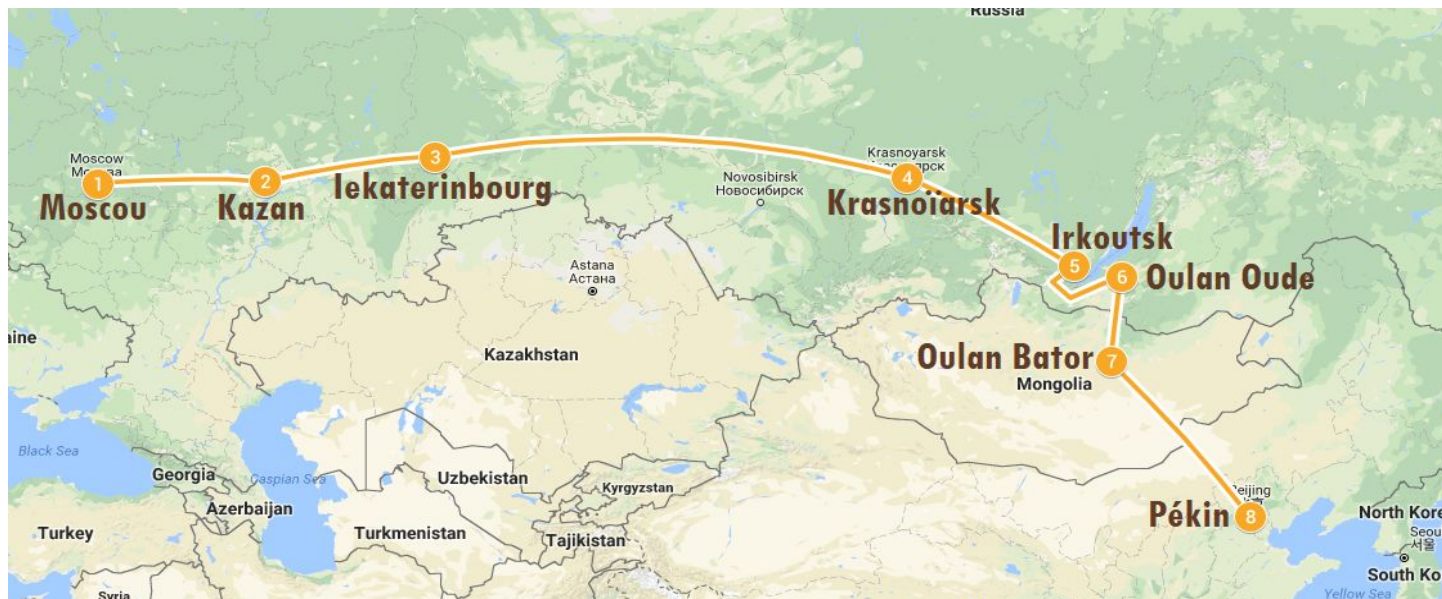 Russia
Moscow
1
Moscou
2
Kazan
3
Iekaterinbourg
Novosibirsk
Новосибирск
Krasnoyarsk
4
Krasnoïarsk
Irkoutsk
5
6
Oulan Oude
Astana
Астана
Kazakhstan
Oulan Bator
7
Mongolia
Black Sea
Georgia
Caspian Sea
Azerbaijan
Uzbekistan
Kyrgyzstan
Turkey
Turkmenistan
Tajikistan
Syria
Beijing
Pékin
8
North Kore
Seou
서울
South Ko
Yellow Sea